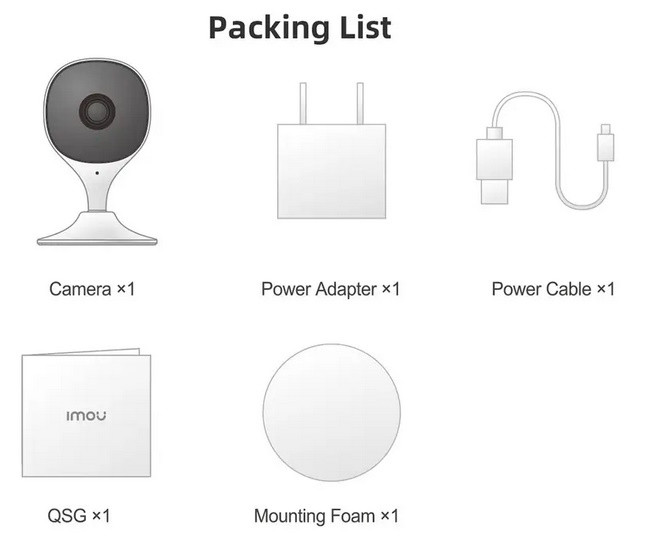 Packing List
Camera ×1
Power Adapter ×1
Power Cable ×1
imou
QSG ×1
Mounting Foam ×1